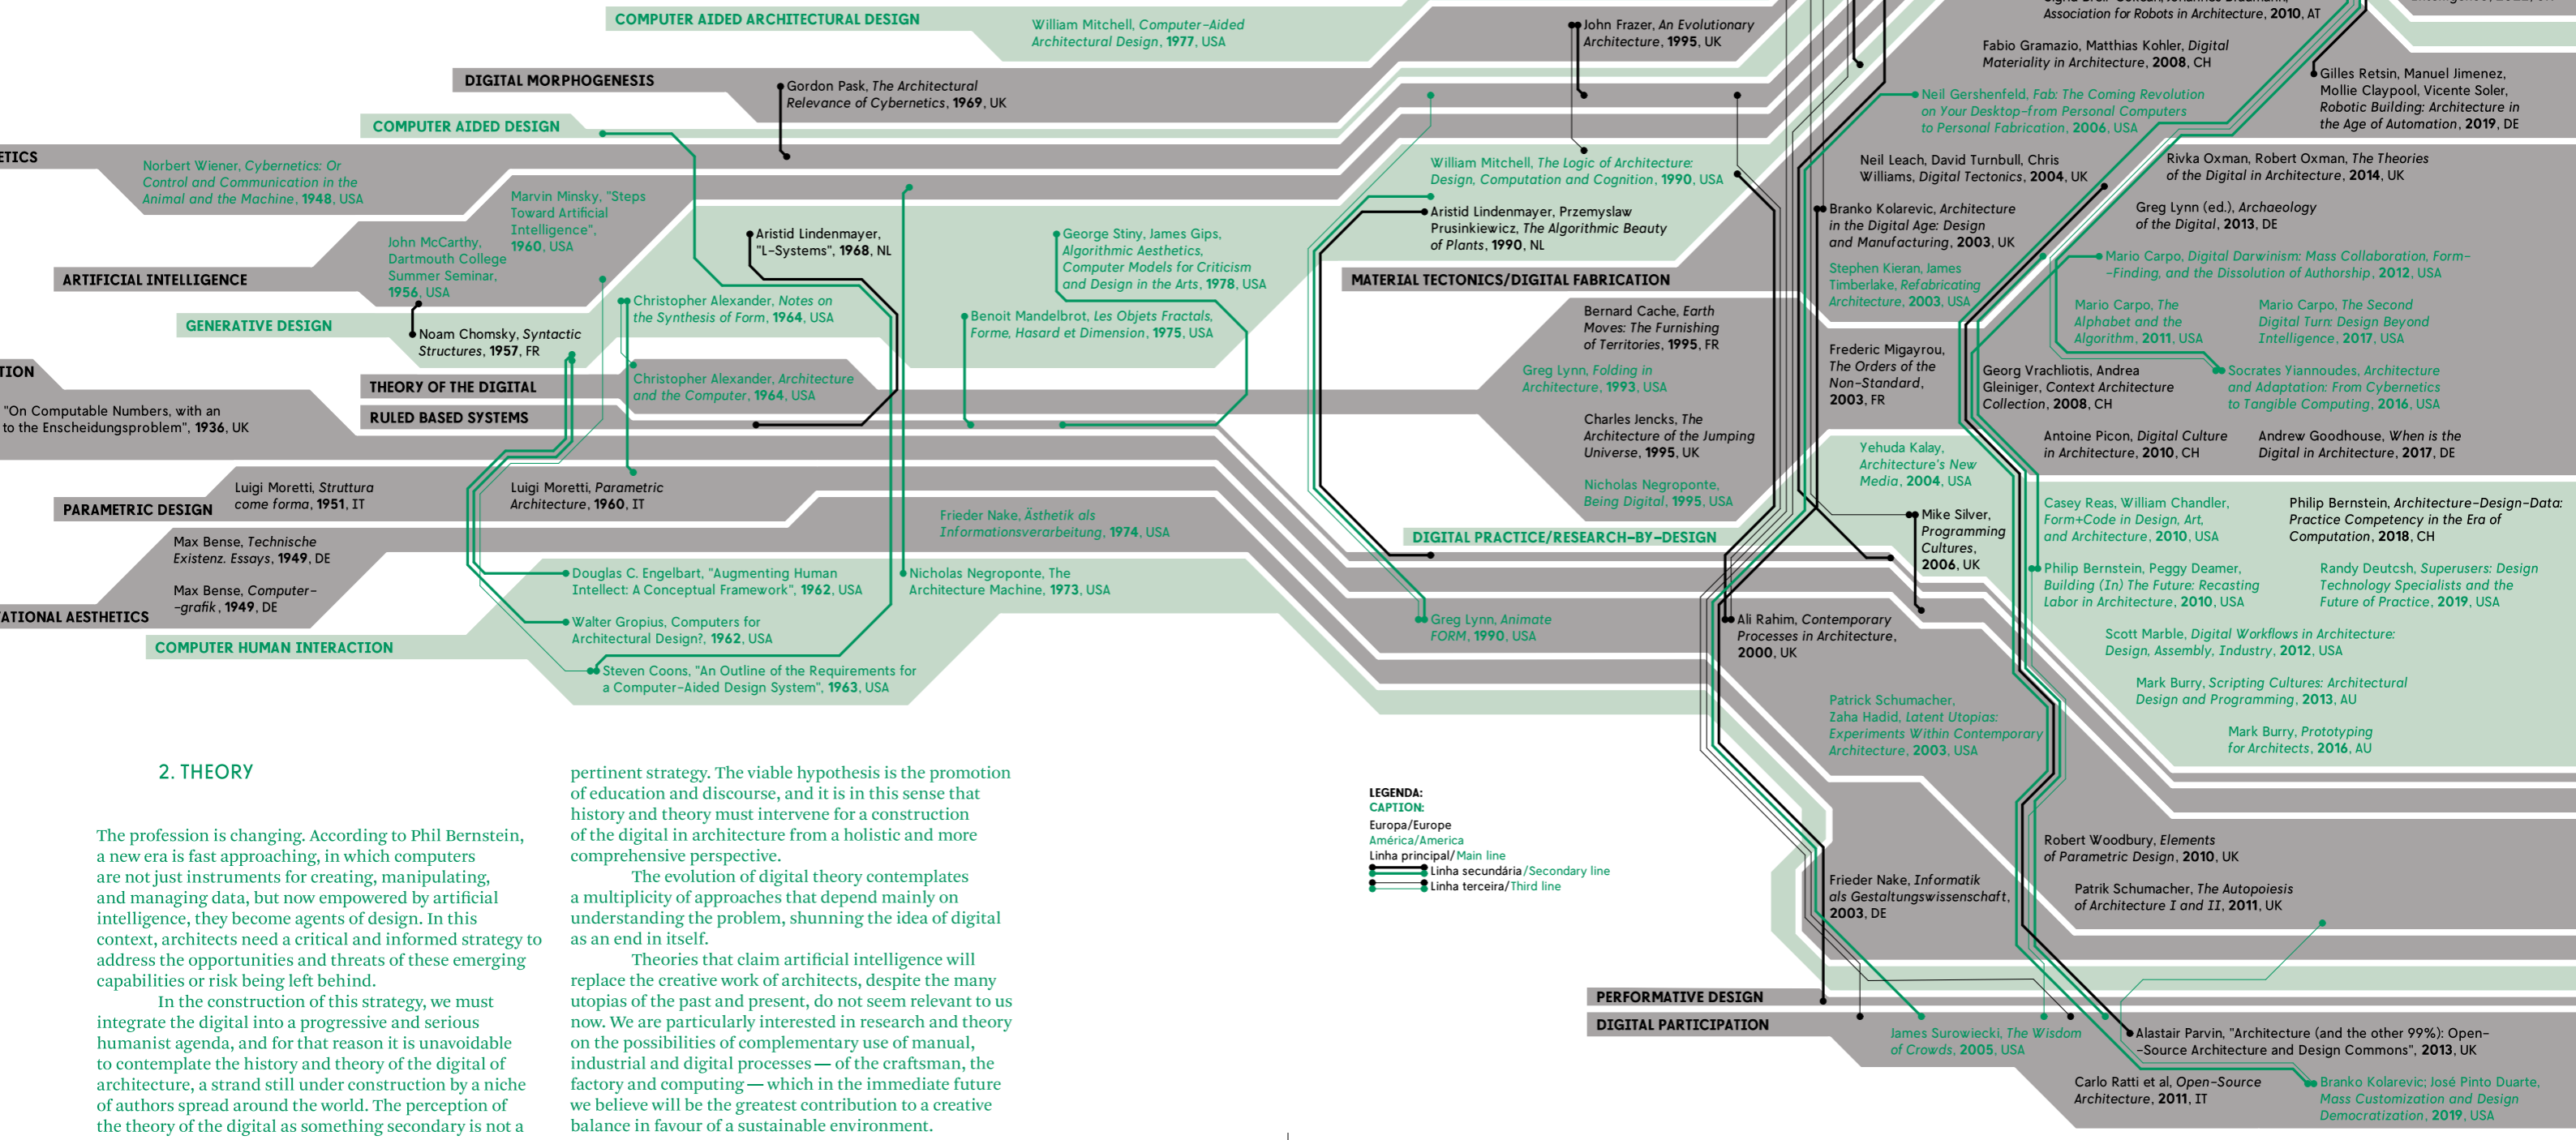 COMPUTER AIDED ARCHITECTURAL DESIGN
William Mitchell, Computer-Aided
Architectural Design, 1977, USA
John Frazer, An Evolutionary
Architecture, 1995, UK
Association for Robots in Architecture, 2010, AT
Fabio Gramazio, Matthias Kohler, Digital
Materiality in Architecture, 2008, CH
Gilles Retsin, Manuel Jimenez,
Mollie Claypool, Vicente Soler,
Robotic Building: Architecture in
the Age of Automation, 2019, DE
DIGITAL MORPHOGENESIS
Gordon Pask, The Architectural
Relevance of Cybernetics, 1969, UK
Neil Gershenfeld, Fab: The Coming Revolution
on Your Desktop-from Personal Computers
to Personal Fabrication, 2006, USA
COMPUTER AIDED DESIGN
ETICS
Norbert Wiener, Cybernetics: Or
Control and Communication in the
Animal and the Machine, 1948, USA
Marvin Minsky, "Steps
Toward Artificial
Intelligence",
1960, USA
John McCarthy,
Dartmouth College
Summer Seminar,
1956, USA
ARTIFICIAL INTELLIGENCE
GENERATIVE DESIGN
Noam Chomsky, Syntactic
Structures, 1957, FR
Aristid Lindenmayer,
"L-Systems", 1968, NL
George Stiny, James Gips,
Algorithmic Aesthetics,
Computer Models for Criticism
and Design in the Arts, 1978, USA
Christopher Alexander, Notes on
the Synthesis of Form, 1964, USA
Benoit Mandelbrot, Les Objets Fractals,
Forme, Hasard et Dimension, 1975, USA
William Mitchell, The Logic of Architecture:
Design, Computation and Cognition, 1990, USA
Aristid Lindenmayer, Przemyslaw
Prusinkiewicz, The Algorithmic Beauty
of Plants, 1990, NL
Neil Leach, David Turnbull, Chris
Williams, Digital Tectonics, 2004, UK
Rivka Oxman, Robert Oxman, The Theories
of the Digital in Architecture, 2014, UK
Branko Kolarevic, Architecture
in the Digital Age: Design
and Manufacturing, 2003, UK
Greg Lynn (ed.), Archaeology
of the Digital, 2013, DE
Stephen Kieran, James
Timberlake, Refabricating
Architecture, 2003, USA
Mario Carpo, Digital Darwinism: Mass Collaboration, Form-
-Finding, and the Dissolution of Authorship, 2012, USA
MATERIAL TECTONICS/DIGITAL FABRICATION
Mario Carpo, The
Alphabet and the
Algorithm, 2011, USA
Mario Carpo, The Second
Digital Turn: Design Beyond
Intelligence, 2017, USA
Bernard Cache, Earth
Moves: The Furnishing
of Territories, 1995, FR
Frederic Migayrou,
The Orders of the
Non-Standard,
2003, FR
Greg Lynn, Folding in
Architecture, 1993, USA
Georg Vrachliotis, Andrea
Gleiniger, Context Architecture
Collection, 2008, CH
Socrates Yiannoudes, Architecture
and Adaptation: From Cybernetics
to Tangible Computing, 2016, USA
TION
THEORY OF THE DIGITAL
RULED BASED SYSTEMS
Christopher Alexander, Architecture
and the Computer, 1964, USA
"On Computable Numbers, with an
to the Enscheidungsproblem", 1936, UK
Charles Jencks, The
Architecture of the Jumping
Universe, 1995, UK
Antoine Picon, Digital Culture
in Architecture, 2010, CH
Andrew Goodhouse, When is the
Digital in Architecture, 2017, DE
Yehuda Kalay,
Architecture's New
Media, 2004, USA
Nicholas Negroponte,
Being Digital, 1995, USA
PARAMETRIC DESIGN
Luigi Moretti, Struttura
come forma, 1951, IT
Luigi Moretti, Parametric
Architecture, 1960, IT
Frieder Nake, Ästhetik als
Informationsverarbeitung, 1974, USA
DIGITAL PRACTICE/RESEARCH-BY-DESIGN
Mike Silver,
Programming
Cultures,
2006, UK
Casey Reas, William Chandler,
Form+Code in Design, Art,
and Architecture, 2010, USA
Philip Bernstein, Architecture-Design-Data:
Practice Competency in the Era of
Computation, 2018, CH
Max Bense, Technische
Existenz. Essays, 1949, DE
Max Bense, Computer-
-grafik, 1949, DE
Douglas C. Engelbart, "Augmenting Human
Intellect: A Conceptual Framework", 1962, USA
Nicholas Negroponte, The
Architecture Machine, 1973, USA
Philip Bernstein, Peggy Deamer,
Building (In) The Future: Recasting
Labor in Architecture, 2010, USA
Randy Deutcsh, Superusers: Design
Technology Specialists and the
Future of Practice, 2019, USA
ATIONAL AESTHETICS
Walter Gropius, Computers for
Architectural Design?, 1962, USA
Greg Lynn, Animate
FORM, 1990, USA
Ali Rahim, Contemporary
Processes in Architecture,
2000, UK
Scott Marble, Digital Workflows in Architecture:
Design, Assembly, Industry, 2012, USA
COMPUTER HUMAN INTERACTION
Steven Coons, "An Outline of the Requirements for
a Computer-Aided Design System", 1963, USA
Mark Burry, Scripting Cultures: Architectural
Design and Programming, 2013, AU
Patrick Schumacher,
Zaha Hadid, Latent Utopias:
Experiments Within Contemporary
Architecture, 2003, USA
Mark Burry, Prototyping
for Architects, 2016, AU
2. THEORY
The profession is changing. According to Phil Bernstein,
a new era is fast approaching, in which computers
are not just instruments for creating, manipulating,
and managing data, but now empowered by artificial
intelligence, they become agents of design. In this
context, architects need a critical and informed strategy to
address the opportunities and threats of these emerging
capabilities or risk being left behind.
In the construction of this strategy, we must
integrate the digital into a progressive and serious
humanist agenda, and for that reason it is unavoidable
to contemplate the history and theory of the digital of
architecture, a strand still under construction by a niche
of authors spread around the world. The perception of
the theory of the digital as something secondary is not a
pertinent strategy. The viable hypothesis is the promotion
of education and discourse, and it is in this sense that
history and theory must intervene for a construction
of the digital in architecture from a holistic and more
comprehensive perspective.
The evolution of digital theory contemplates
a multiplicity of approaches that depend mainly on
understanding the problem, shunning the idea of digital
as an end in itself.
Theories that claim artificial intelligence will
replace the creative work of architects, despite the many
utopias of the past and present, do not seem relevant to us
now. We are particularly interested in research and theory
on the possibilities of complementary use of manual,
industrial and digital processes — of the craftsman, the
factory and computing — which in the immediate future
we believe will be the greatest contribution to a creative
balance in favour of a sustainable environment.
LEGENDA:
CAPTION:
Europa/Europe
América/America
Linha principal/Main line
Linha secundária/Secondary line
Linha terceira/Third line
Robert Woodbury, Elements
of Parametric Design, 2010, UK
Frieder Nake, Informatik
als Gestaltungswissenschaft,
2003, DE
Patrik Schumacher, The Autopoiesis
of Architecture I and II, 2011, UK
PERFORMATIVE DESIGN
DIGITAL PARTICIPATION
James Surowiecki, The Wisdom
of Crowds, 2005, USA
Alastair Parvin, "Architecture (and the other 99%): Open-
-Source Architecture and Design Commons", 2013, UK
Carlo Ratti et al, Open-Source
Architecture, 2011, IT
Branko Kolarevic; José Pinto Duarte,
Mass Customization and Design
Democratization, 2019, USA